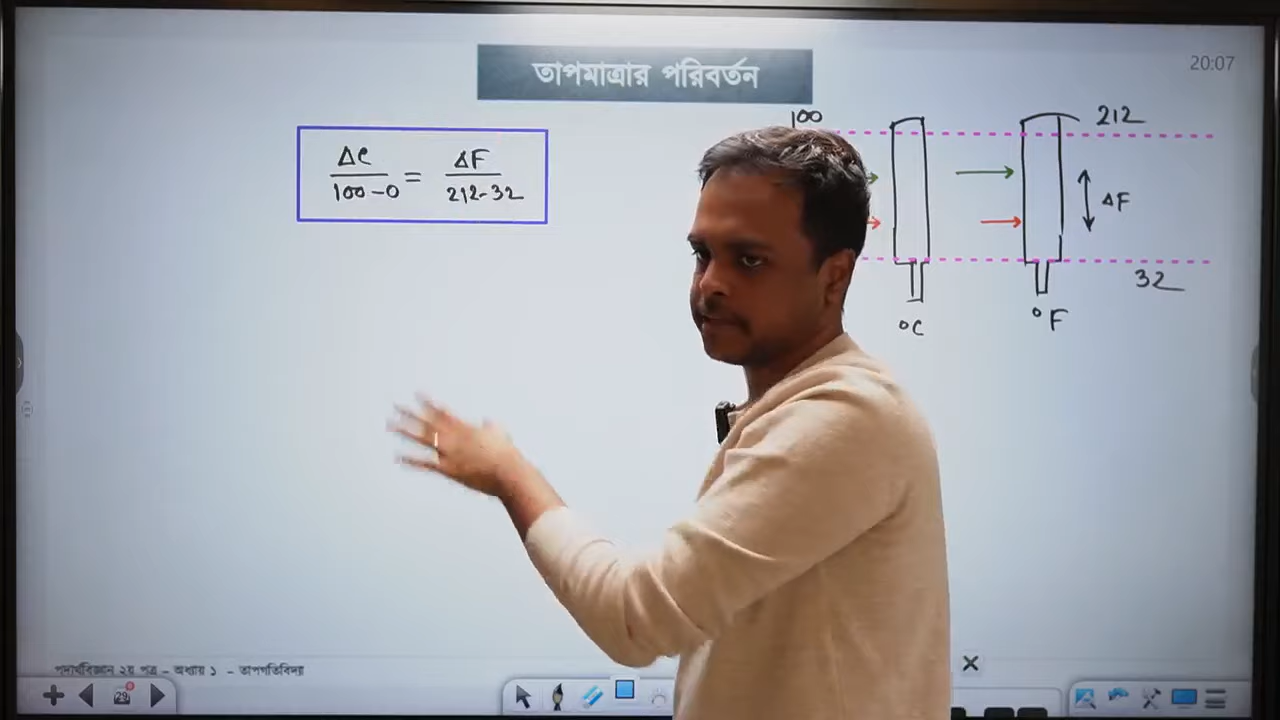 তাপমাত্রার পরিবর্তন
20:07
ΔC/100-0 = ΔF/212-32
100
212
ΔF
32
°C
°F
পদার্থবিজ্ঞান ২য় পত্র – অধ্যায় ১ - তাপগতিবিদ্যা
29